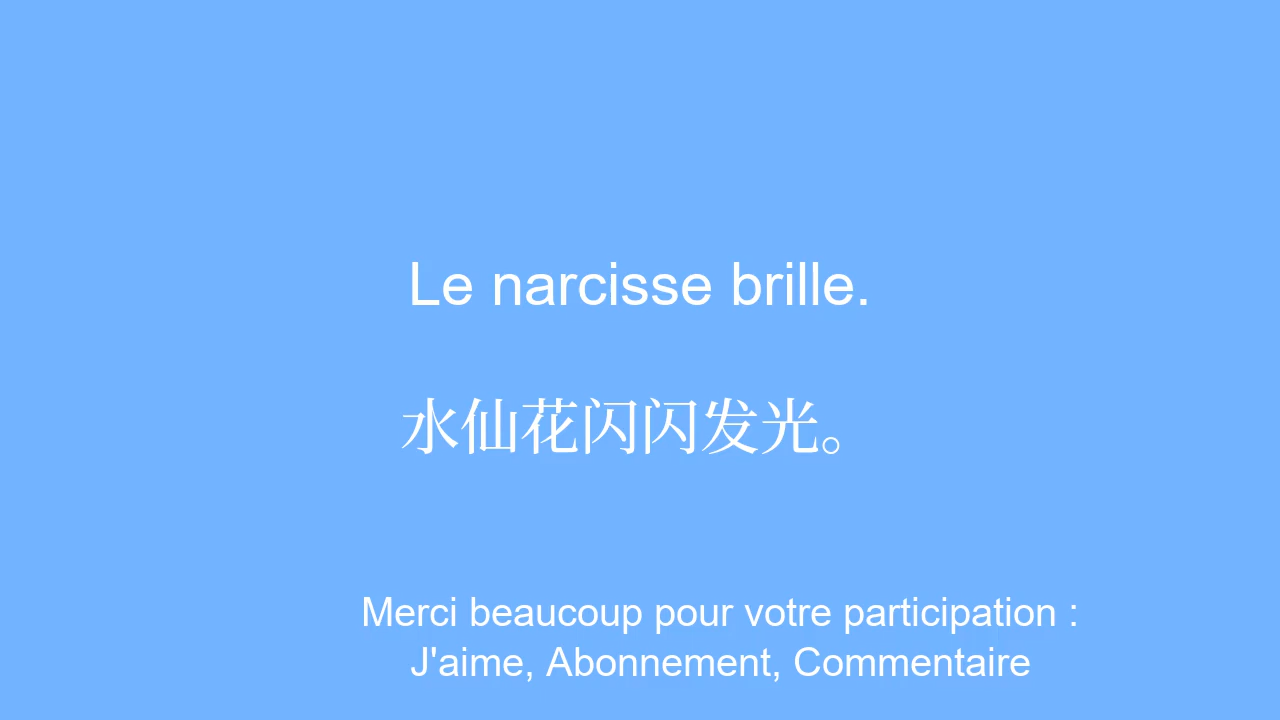 Le narcisse brille.
水仙花闪闪发光。
Merci beaucoup pour votre participation :
J'aime, Abonnement, Commentaire